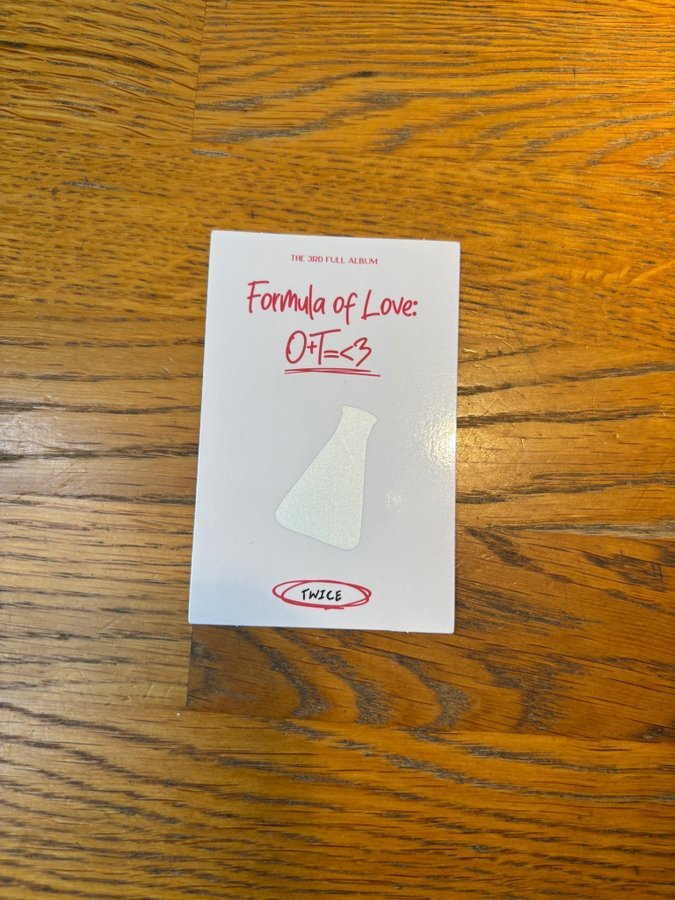 THE 3RD FULL ALBUM
Formula of Love:
O+T=<3
TWICE